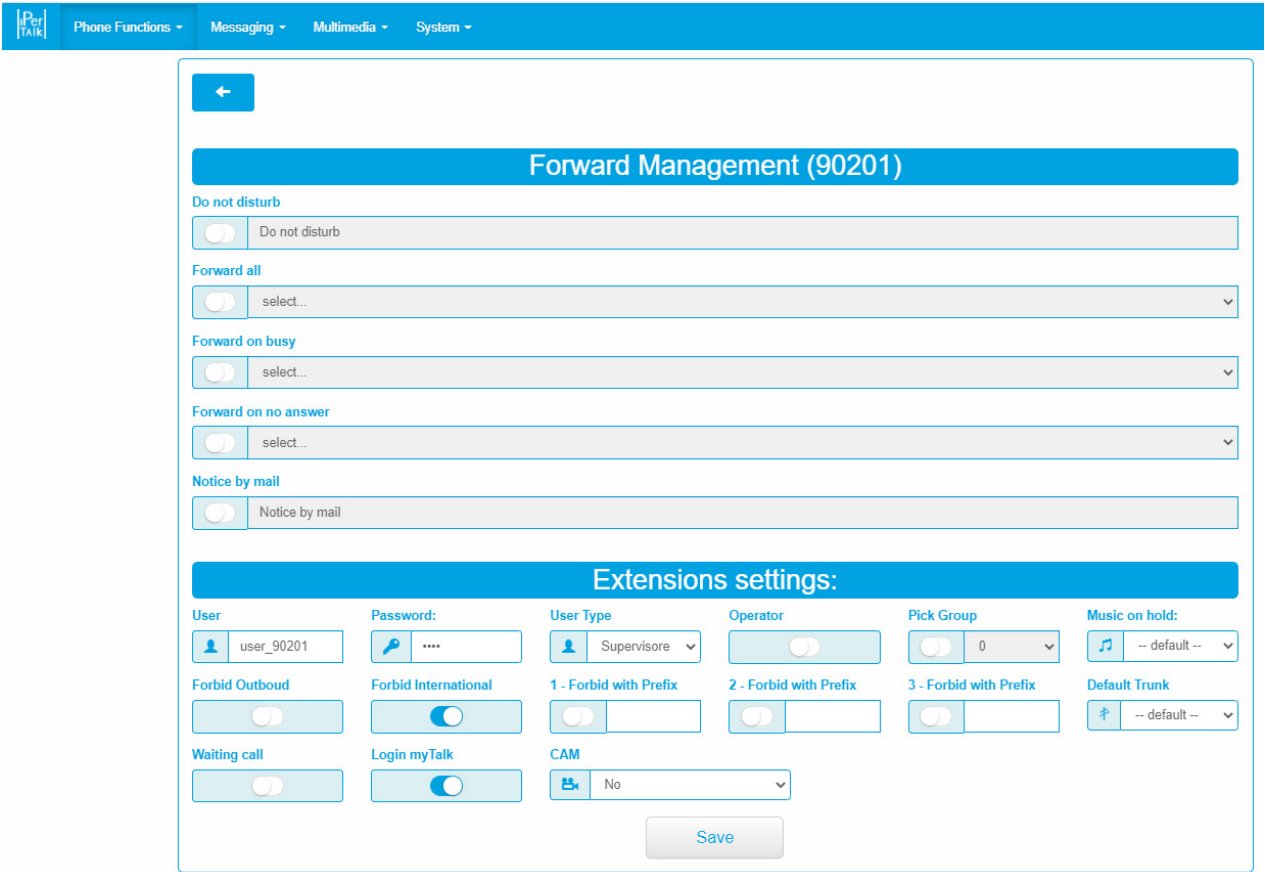 iPer
TAlk
Phone Functions Messaging Multimedia System
Forward Management (90201)
Do not disturb
Do not disturb
Forward all
select...
Forward on busy
select...
Forward on no answer
select...
Notice by mail
Notice by mail
Extensions settings:
User Password: User Type Operator Pick Group Music on hold:
user_90201 •••• Supervisore 0 -- default --
Forbid Outboud Forbid International 1 - Forbid with Prefix 2 - Forbid with Prefix 3 - Forbid with Prefix Default Trunk
-- default --
Waiting call Login myTalk CAM
No
Save